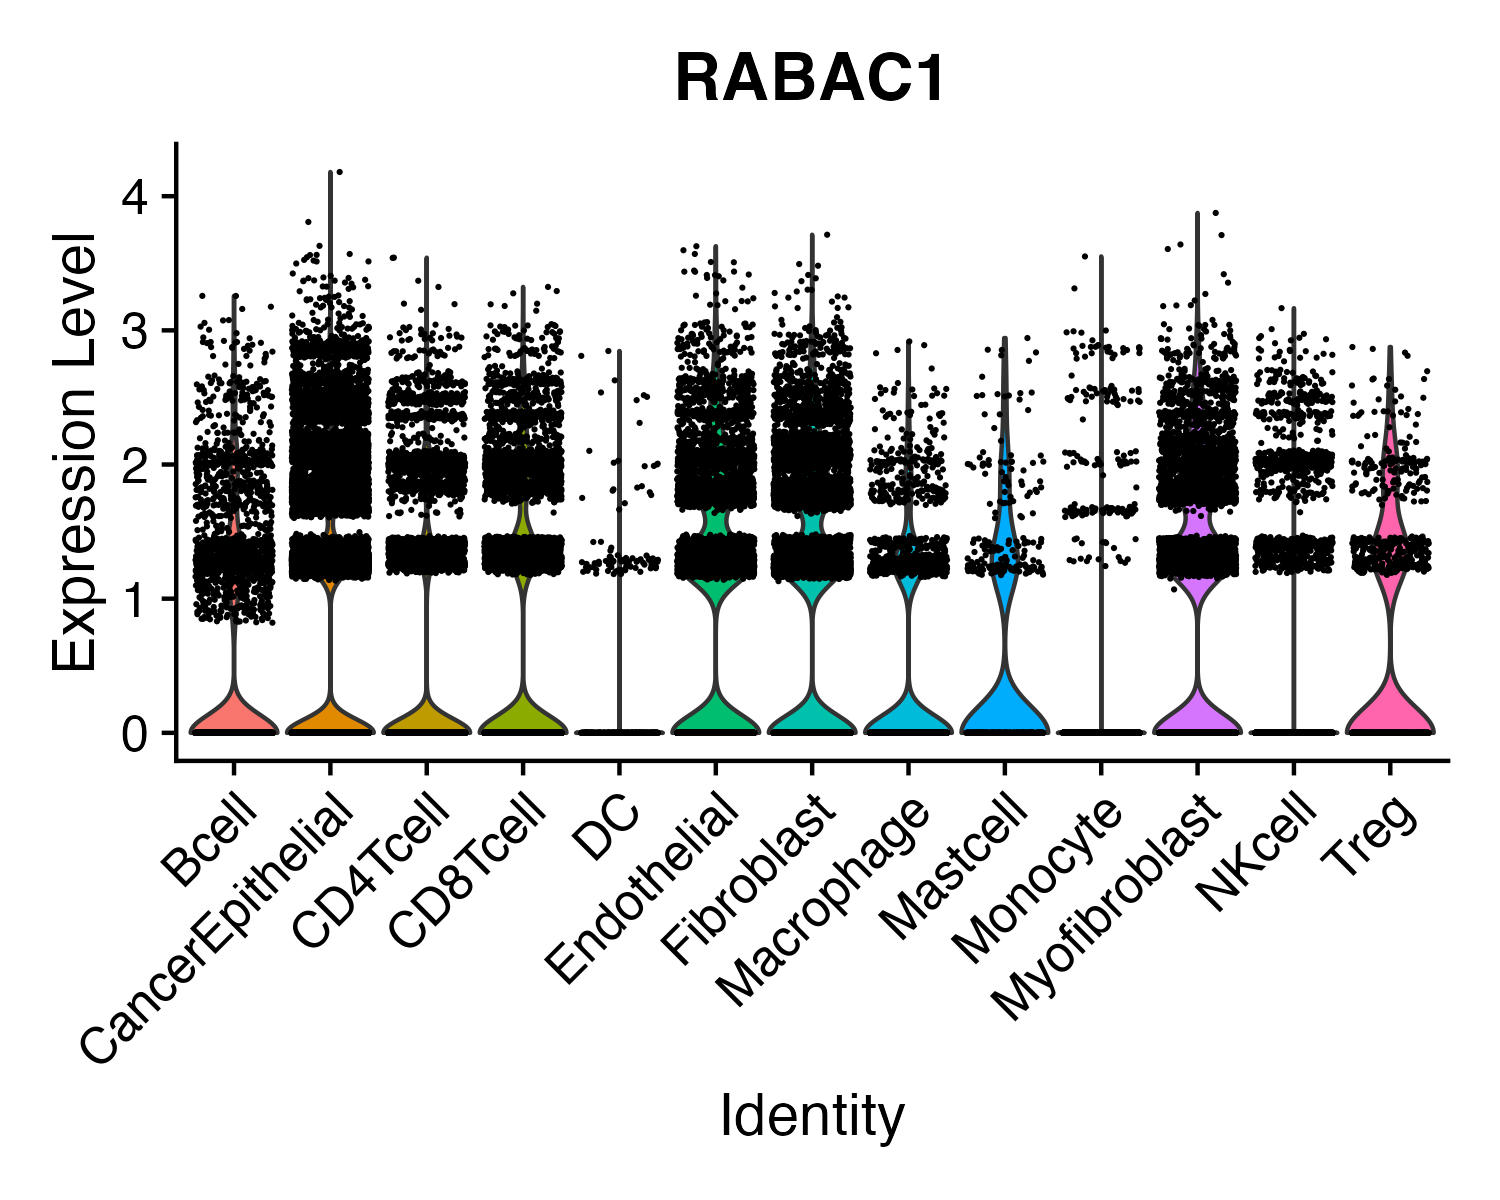 RABAC1
Expression Level
4
3
2
1
0
Bcell
CancerEpithelial
CD4Tcell
CD8Tcell
DC
Endothelial
Fibroblast
Macrophage
Mastcell
Monocyte
Myofibroblast
NKcell
Treg
Identity